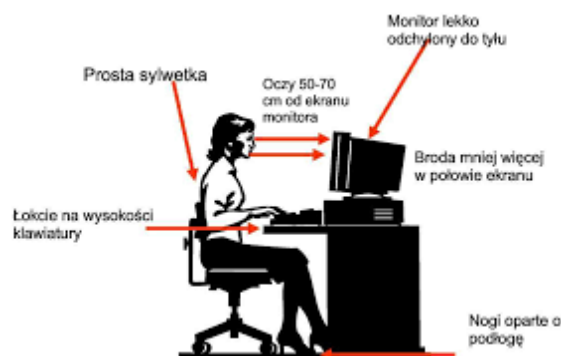 Monitor lekko
odchylony do tyłu
Prosta sylwetka
Oczy 50-70
cm od ekranu
monitora
Broda mniej więcej
w połowie ekranu
Łokcie na wysokości
klawiatury
Nogi oparte o
podłogę